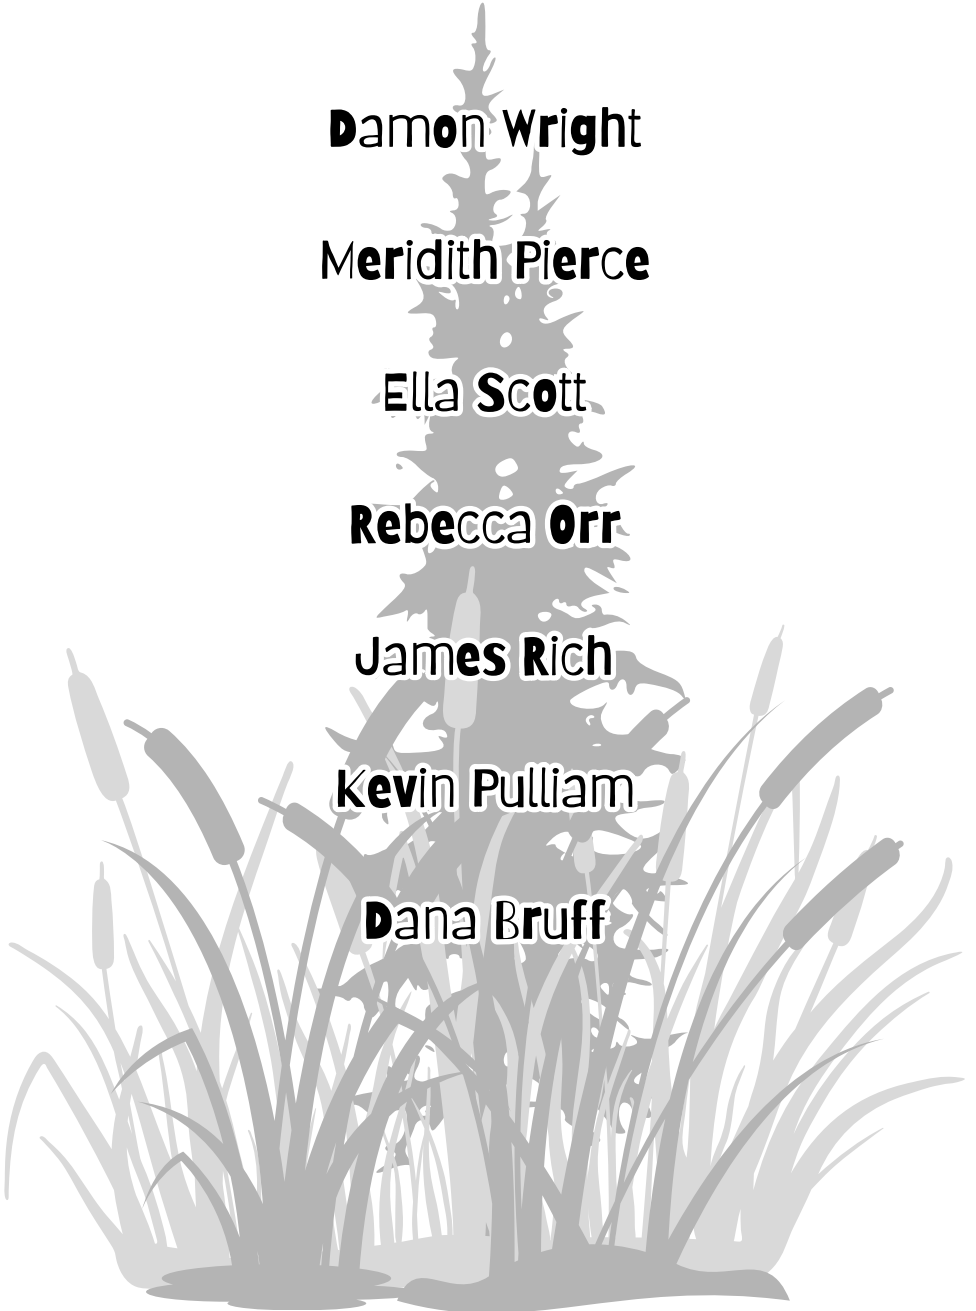 Damon Wright
Meridith Pierce
Ella Scott
Rebecca Orr
James Rich
Kevin Pulliam
Dana Bruff